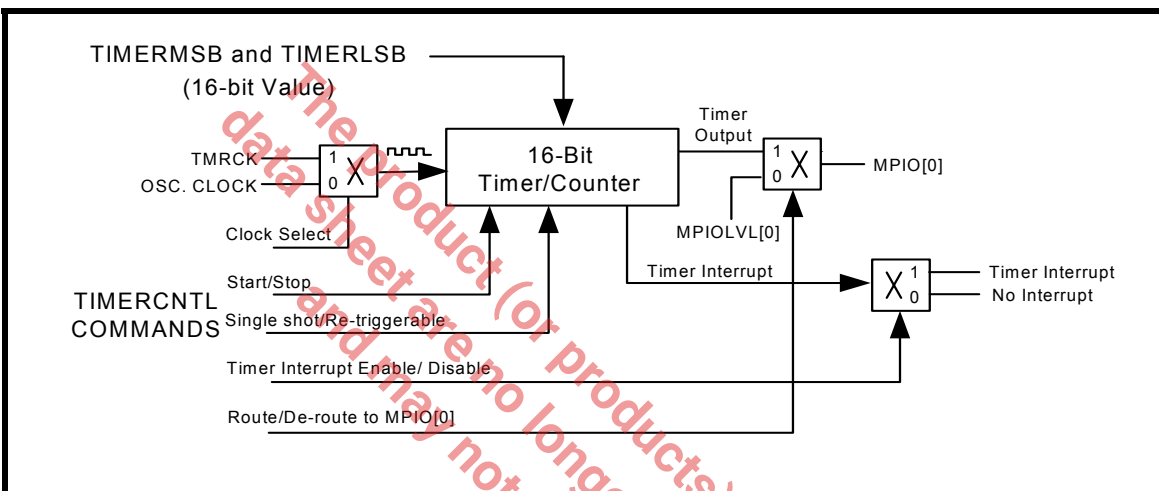 TIMERMSB and TIMERLSB
(16-bit Value)
TMRCK
OSC. CLOCK
1
0
X
Clock Select
16-Bit
Timer/Counter
Timer
Output
1
0
X
MPIO[0]
MPIOLVL[0]
Timer Interrupt
X
1
0
Timer Interrupt
No Interrupt
TIMERCNTL
COMMANDS
Start/Stop
Single shot/Re-triggerable
Timer Interrupt Enable/ Disable
Route/De-route to MPIO[0]
The product (or products)
data sheet are no longe
and may not